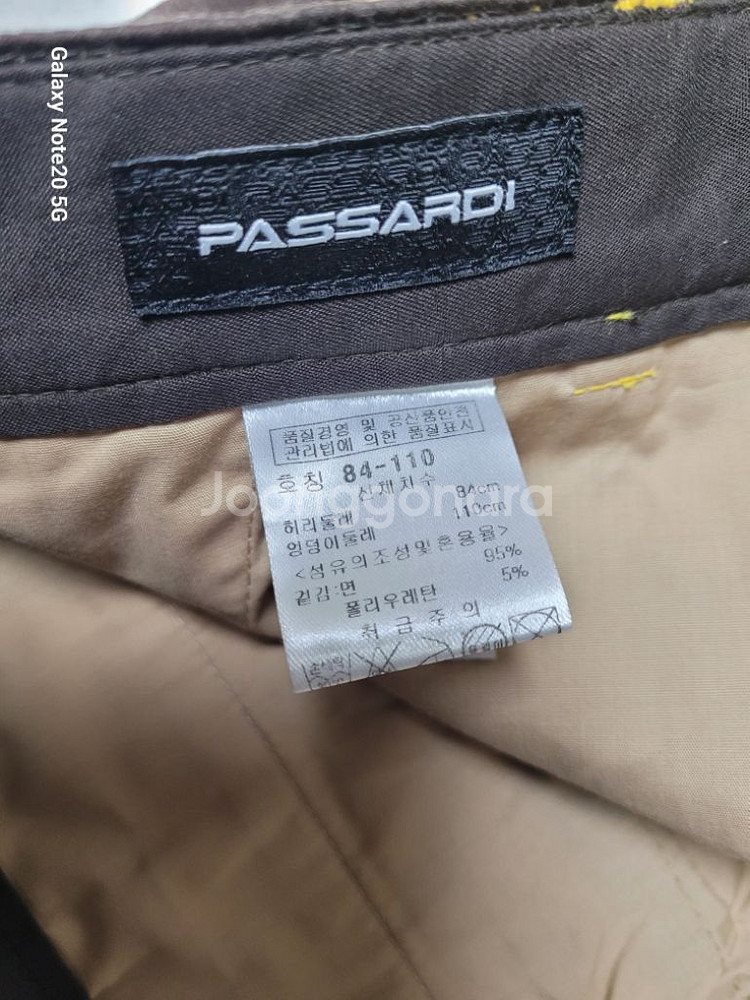 Galaxy Note20 5G
PASSARDI
품질경영 및 공산품안전
관리법에 의한 품질표시
호칭 84-110
신체치수
허리둘레 84cm
엉덩이둘레 110cm
<섬유의조성및혼용율>
겉감:면 95%
폴리우레탄 5%
취급주의
Joonggonara